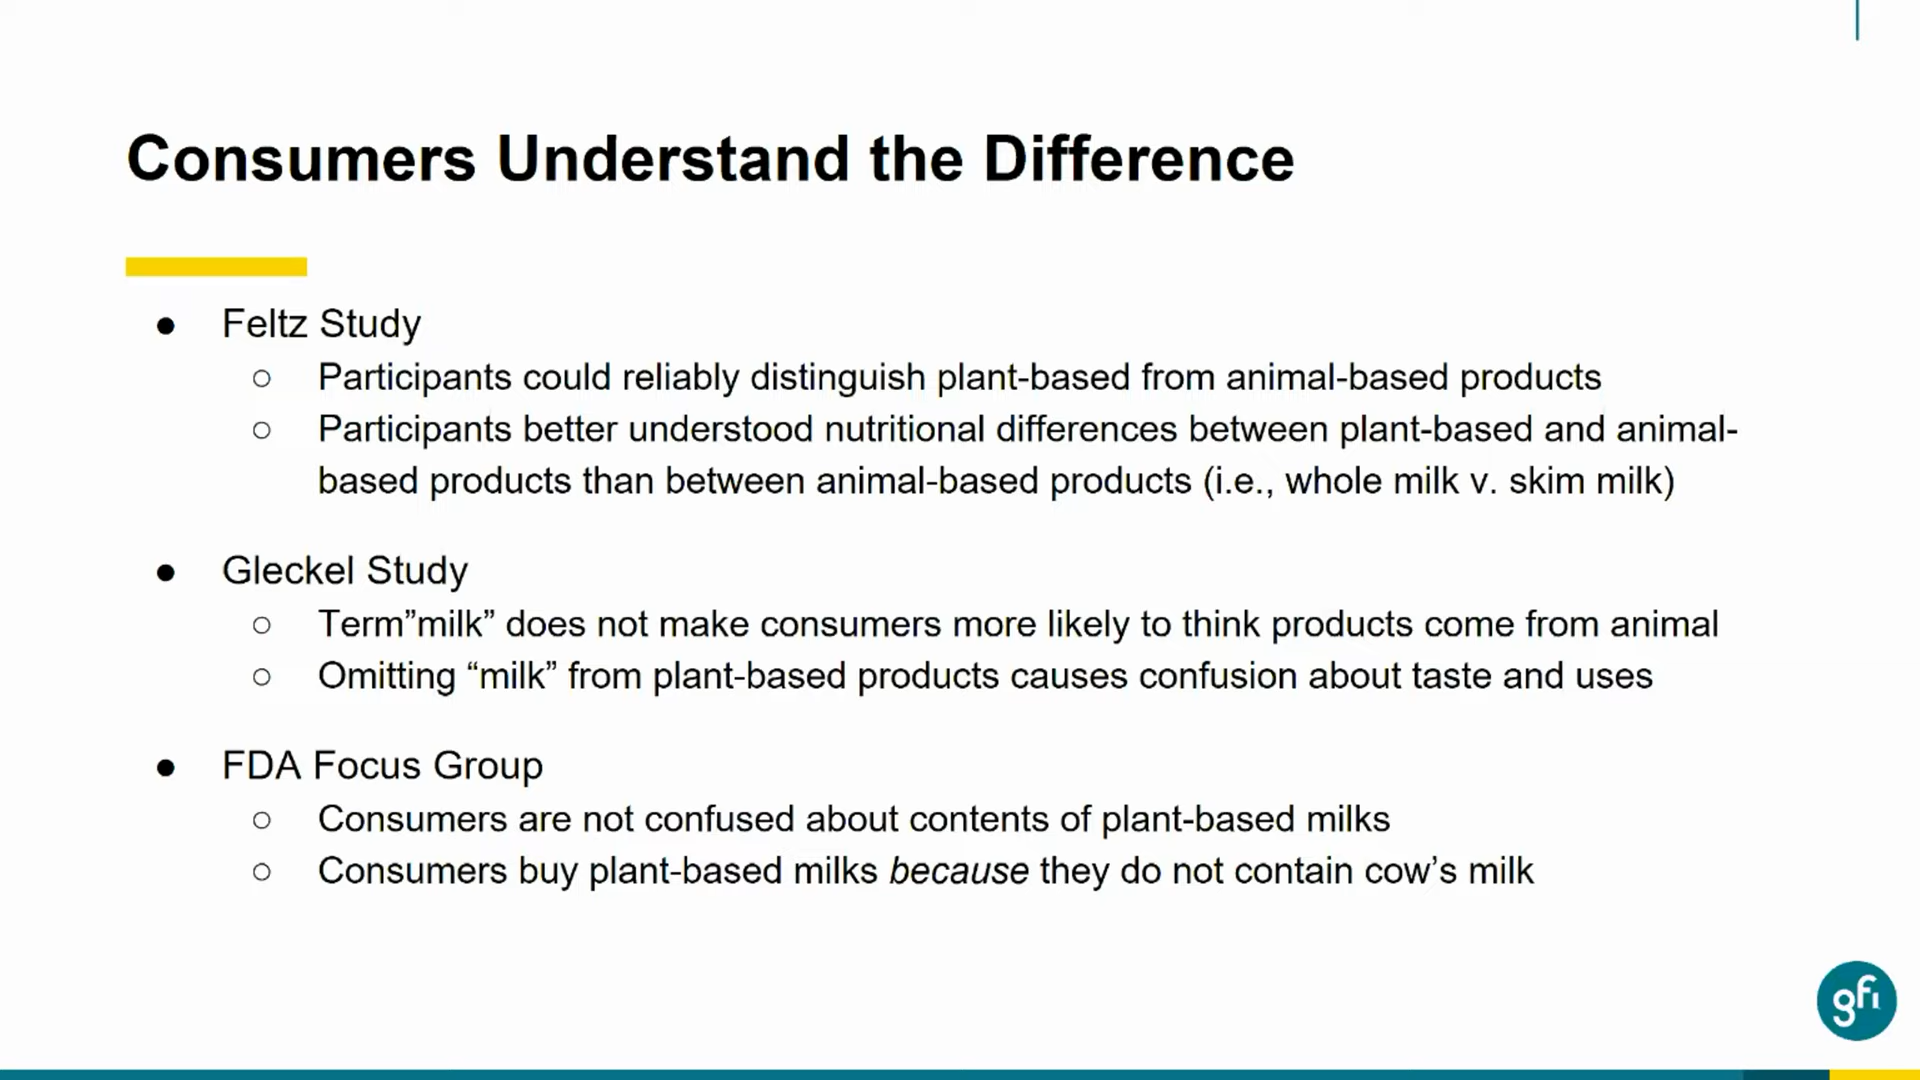 Consumers Understand the Difference
● Feltz Study
○ Participants could reliably distinguish plant-based from animal-based products
○ Participants better understood nutritional differences between plant-based and animal-
based products than between animal-based products (i.e., whole milk v. skim milk)
● Gleckel Study
○ Term”milk” does not make consumers more likely to think products come from animal
○ Omitting “milk” from plant-based products causes confusion about taste and uses
● FDA Focus Group
○ Consumers are not confused about contents of plant-based milks
○ Consumers buy plant-based milks because they do not contain cow’s milk
gfi